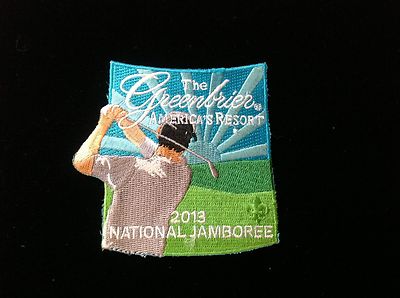 The
Greenbrier
AMERICA'S RESORT
2013
NATIONAL JAMBOREE